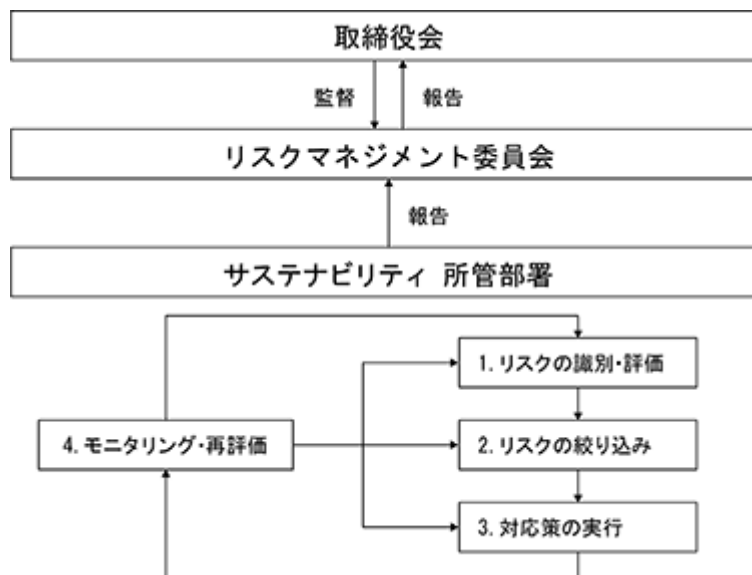 取締役会
監督
報告
リスクマネジメント委員会
報告
サステナビリティ 所管部署
1. リスクの識別・評価
4. モニタリング・再評価
2. リスクの絞り込み
3. 対応策の実行